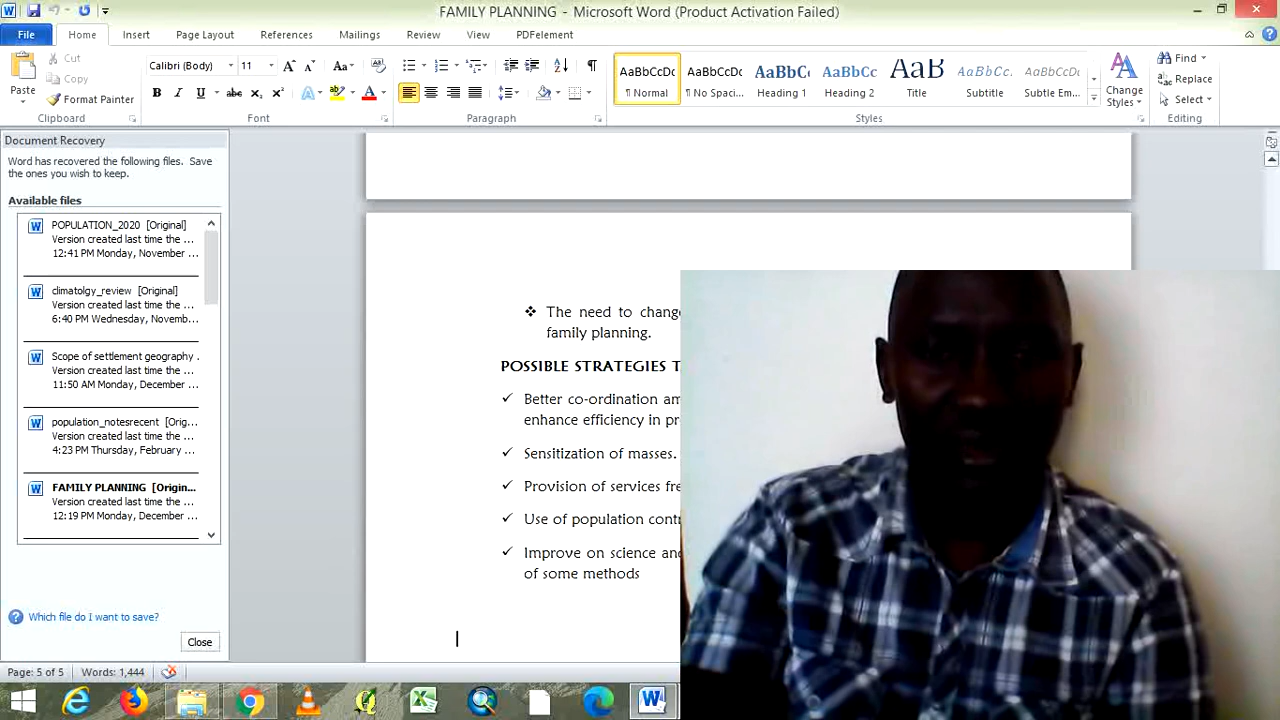 FAMILY PLANNING - Microsoft Word (Product Activation Failed)
File Home Insert Page Layout References Mailings Review View PDFelement
Paste
Cut
Copy
Format Painter
Clipboard
Calibri (Body) 11
Font
Paragraph
AaBbCcDc AaBbCcDc AaBbCc AaBbCc AaB AaBbCcL AaBbCcDc
¶ Normal ¶ No Spaci... Heading 1 Heading 2 Title Subtitle Subtle Em...
Change Styles
Styles
Find
Replace
Select
Editing
Document Recovery
Word has recovered the following files. Save
the ones you wish to keep.
Available files
POPULATION_2020 [Original]
Version created last time the ...
12:41 PM Monday, November ...
climatolgy_review [Original]
Version created last time the ...
6:40 PM Wednesday, Novemb...
Scope of settlement geography .
Version created last time the ...
11:50 AM Monday, December ...
population_notesrecent [Orig...
Version created last time the ...
4:23 PM Thursday, February ...
FAMILY PLANNING [Origin...
Version created last time the ...
12:19 PM Monday, December ...
Which file do I want to save?
Close
The need to change
family planning.
POSSIBLE STRATEGIES T
Better co-ordination am
enhance efficiency in pr
Sensitization of masses.
Provision of services fre
Use of population contr
Improve on science and
of some methods
Page: 5 of 5 Words: 1,444